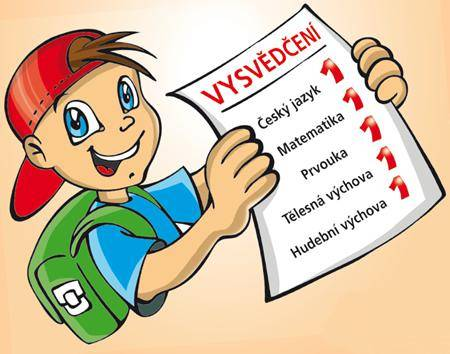 VYSVĚDČENÍ
Český jazyk 1
Matematika 1
Prvouka 1
Tělesná výchova 1
Hudební výchova 1